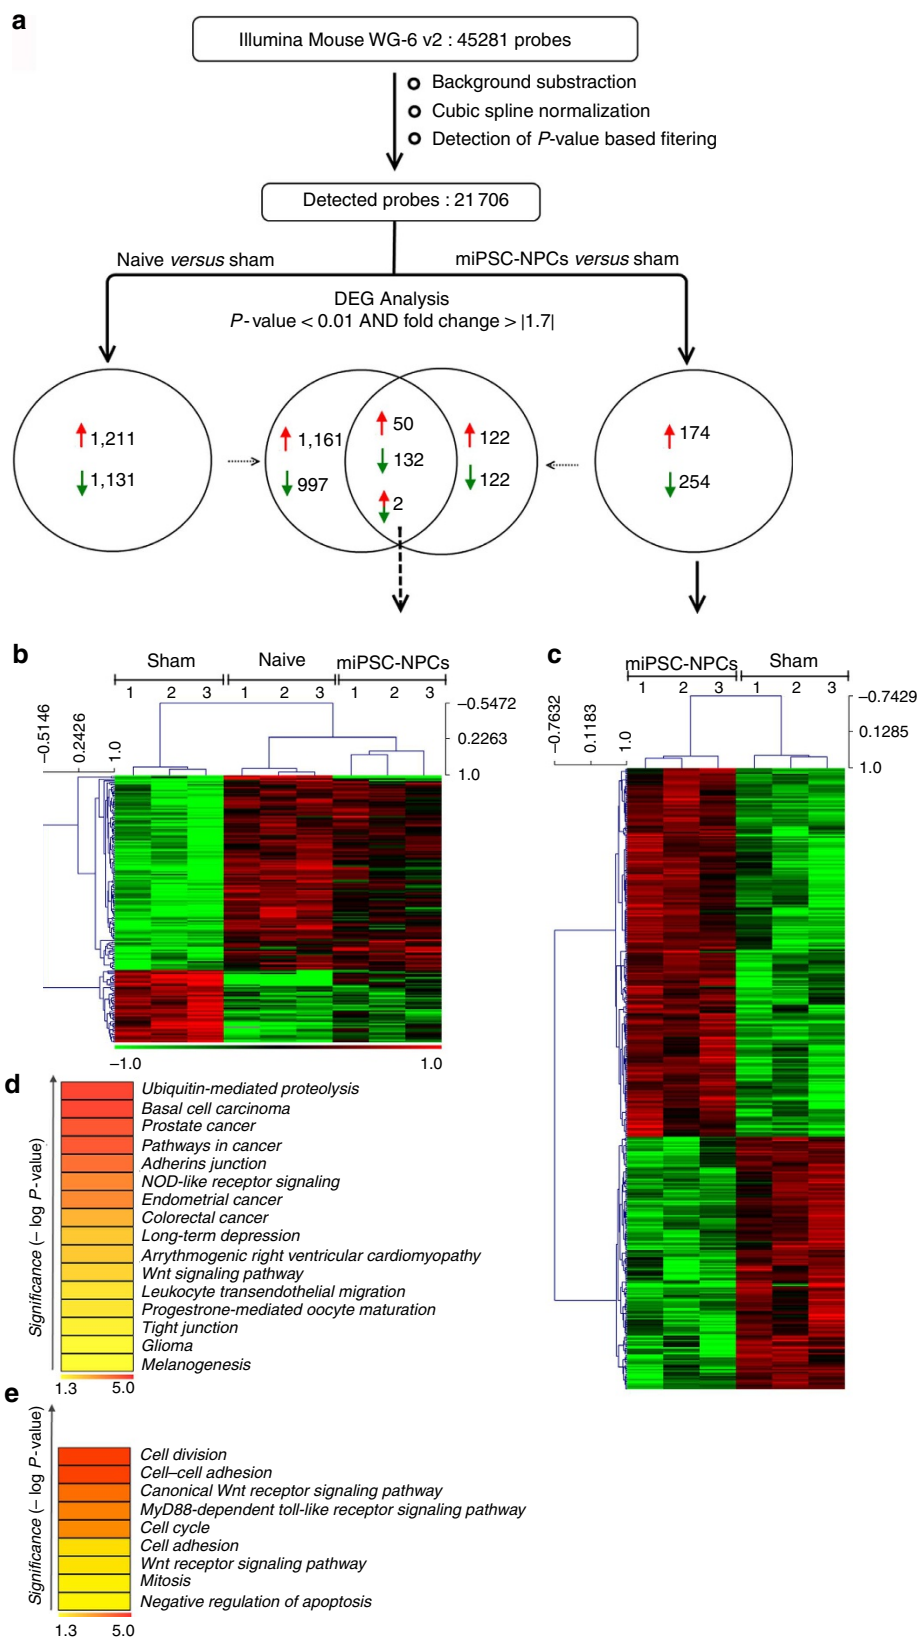 a
Illumina Mouse WG-6 v2 : 45281 probes
Background substraction
Cubic spline normalization
Detection of P-value based fitering
Detected probes : 21 706
Naive versus sham
miPSC-NPCs versus sham
DEG Analysis
P-value < 0.01 AND fold change > |1.7|
1,211
1,131
1,161
997
50
132
2
122
122
174
254
b
Sham
Naive
miPSC-NPCs
1 2 3 1 2 3 1 2 3
−0.5146
0.2426
1.0
−0.5472
0.2263
1.0
−1.0
1.0
c
miPSC-NPCs
Sham
1 2 3 1 2 3
−0.7632
0.1183
1.0
−0.7429
0.1285
1.0
d
Significance (− log P-value)
Ubiquitin-mediated proteolysis
Basal cell carcinoma
Prostate cancer
Pathways in cancer
Adherins junction
NOD-like receptor signaling
Endometrial cancer
Colorectal cancer
Long-term depression
Arrythmogenic right ventricular cardiomyopathy
Wnt signaling pathway
Leukocyte transendothelial migration
Progestrone-mediated oocyte maturation
Tight junction
Glioma
Melanogenesis
1.3 5.0
e
Significance (− log P-value)
Cell division
Cell–cell adhesion
Canonical Wnt receptor signaling pathway
MyD88-dependent toll-like receptor signaling pathway
Cell cycle
Cell adhesion
Wnt receptor signaling pathway
Mitosis
Negative regulation of apoptosis
1.3 5.0